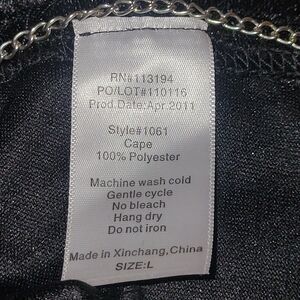 RN#113194
PO/LOT#110116
Prod.Date:Apr 2011
Style#1061
Cape
100% Polyester
Machine wash cold
Gentle cycle
No bleach
Hang dry
Do not iron
Made in Xinchang,China
SIZE:L